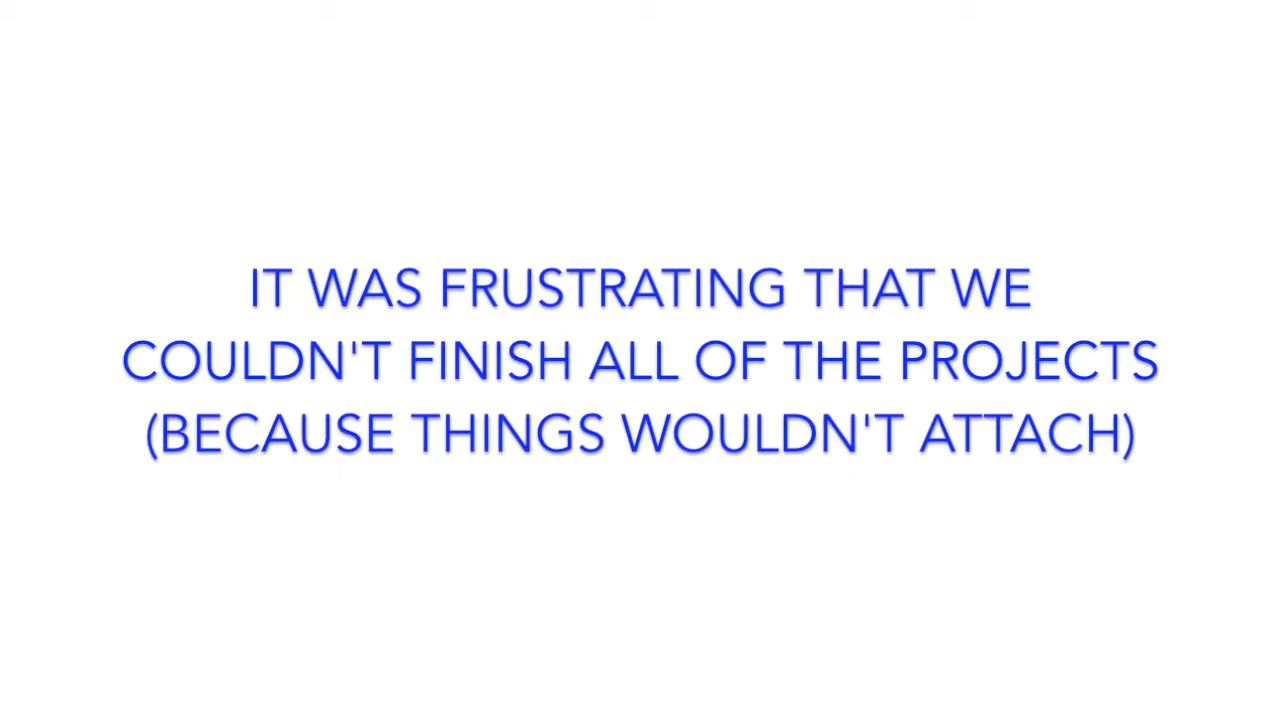 IT WAS FRUSTRATING THAT WE
COULDN'T FINISH ALL OF THE PROJECTS
(BECAUSE THINGS WOULDN'T ATTACH)